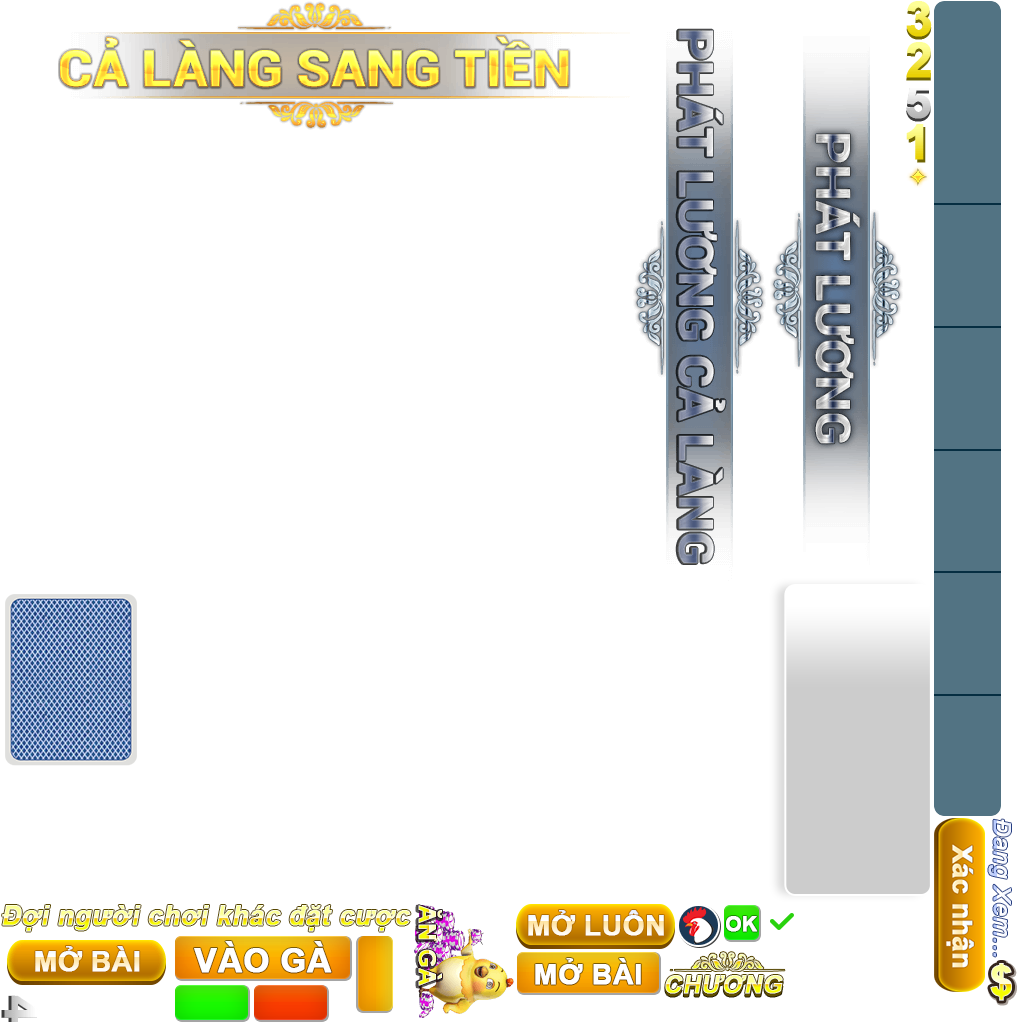 CẢ LÀNG SANG TIỀN
PHÁT LƯƠNG CẢ LÀNG
PHÁT LƯƠNG
3
2
5
1
Đang Xem...
Xác nhận
$
Đợi người chơi khác đặt cược
ĂN GÀ
MỞ LUÔN
OK
MỞ BÀI
VÀO GÀ
MỞ BÀI
CHƯƠNG
4